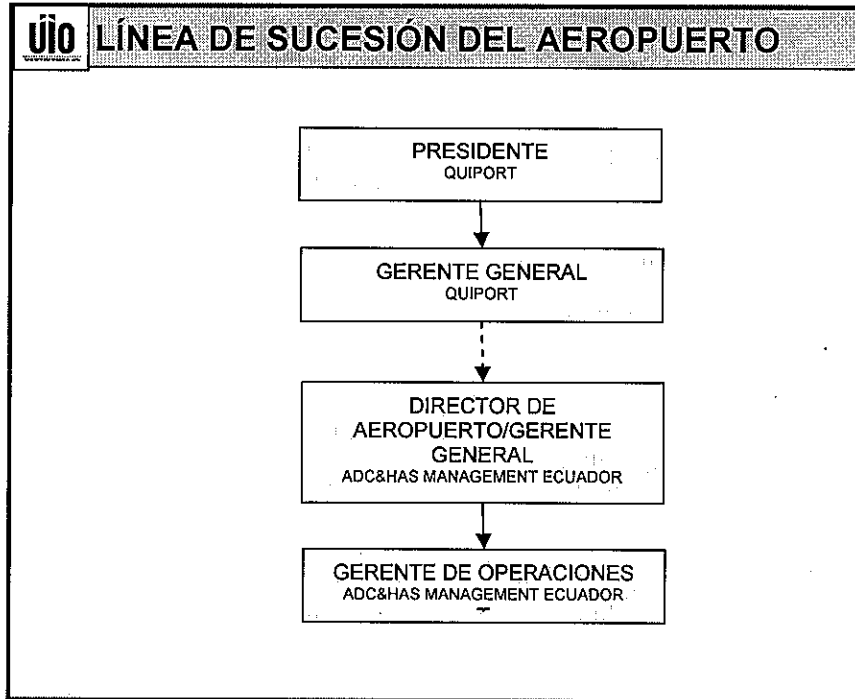 UIO LÍNEA DE SUCESIÓN DEL AEROPUERTO
PRESIDENTE
QUIPORT
GERENTE GENERAL
QUIPORT
DIRECTOR DE
AEROPUERTO/GERENTE
GENERAL
ADC&HAS MANAGEMENT ECUADOR
GERENTE DE OPERACIONES
ADC&HAS MANAGEMENT ECUADOR